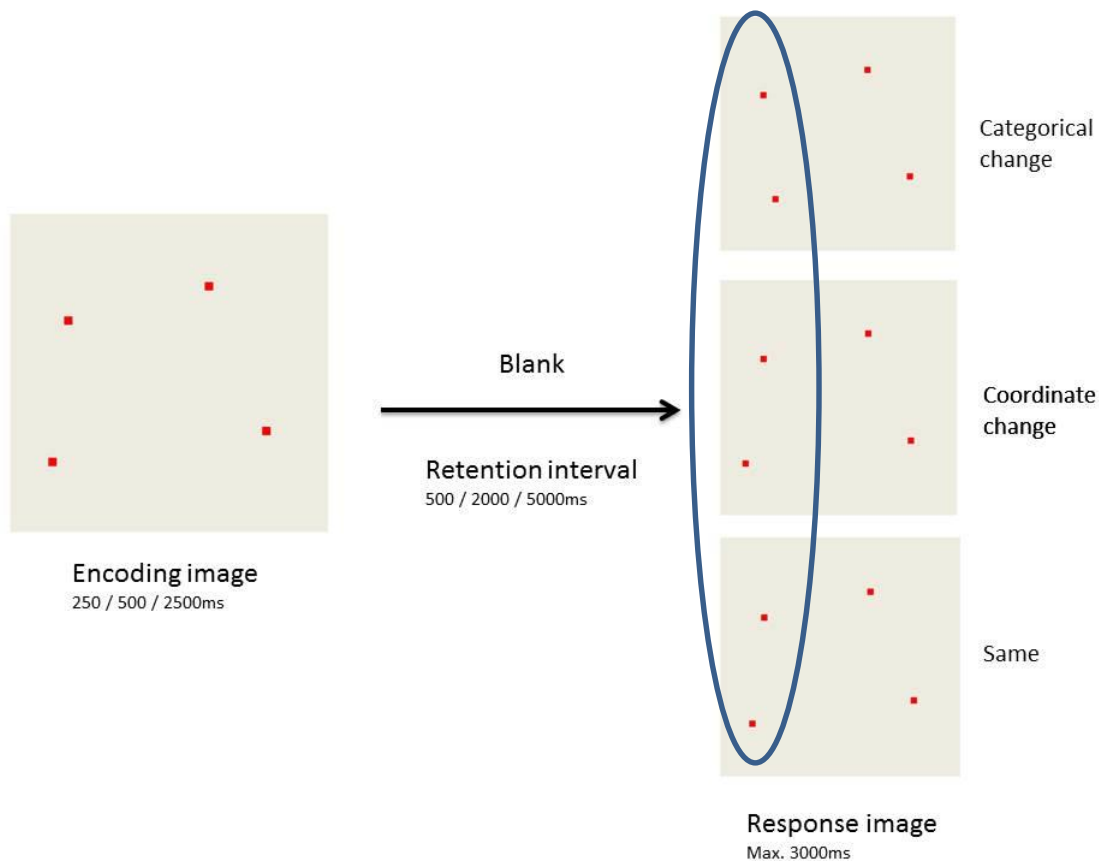 Encoding image
250 / 500 / 2500ms
Blank
Retention interval
500 / 2000 / 5000ms
Categorical
change
Coordinate
change
Same
Response image
Max. 3000ms